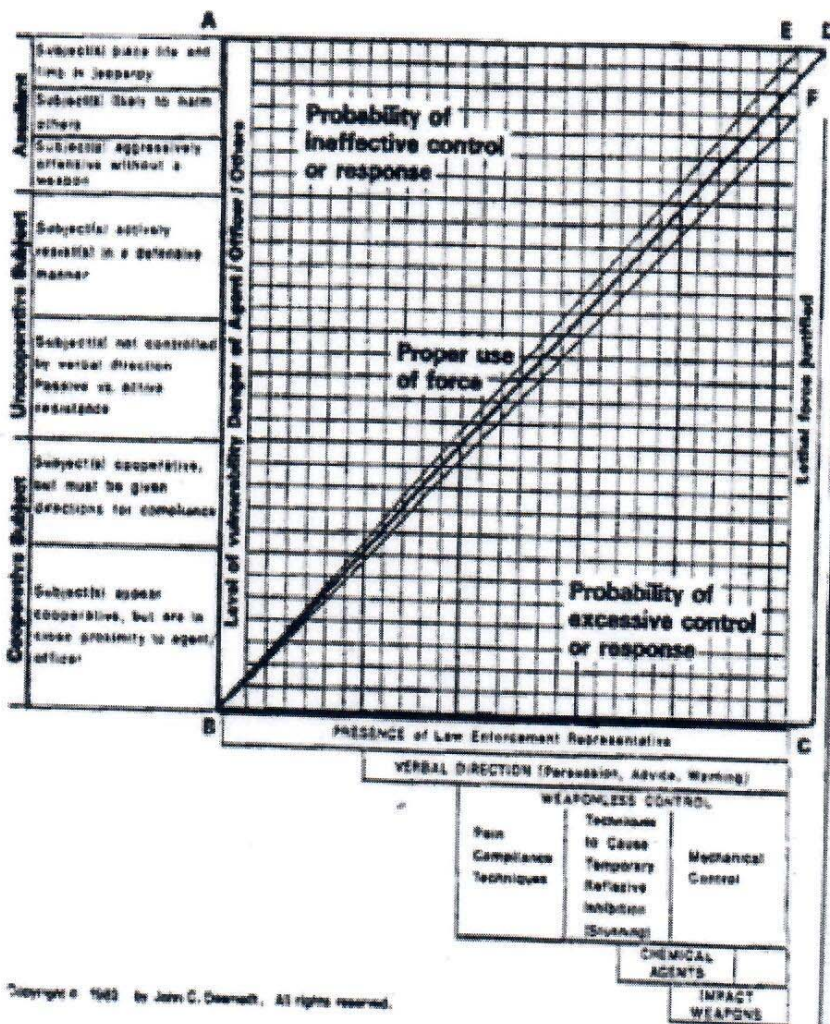 A
E D
F
Assailant
Subject(s) place life and
limb in jeopardy
Subject(s) likely to harm
others
Subject(s) aggressively
offensive without a
weapon
Uncooperative Subject
Subject(s) actively
resist(s) in a defensive
manner
Subject(s) not controlled
by verbal direction
Passive vs. active
resistance
Cooperative Subject
Subject(s) cooperative,
but must be given
directions for compliance
Subject(s) appear
cooperative, but are in
close proximity to agent/
officer
Level of vulnerability Danger of Agent / Officer / Others
Probability of
ineffective control
or response
Proper use
of force
Probability of
excessive control
or response
Lethal force justified
B
C
PRESENCE of Law Enforcement Representative
VERBAL DIRECTION (Persuasion, Advice, Warning)
WEAPONLESS CONTROL
Pain
Compliance
Techniques
Techniques
to Cause
Temporary
Reflexive
Inhibition
(Stunning)
Mechanical
Control
CHEMICAL
AGENTS
IMPACT
WEAPONS
Copyright © 1983 by John C. All rights reserved.